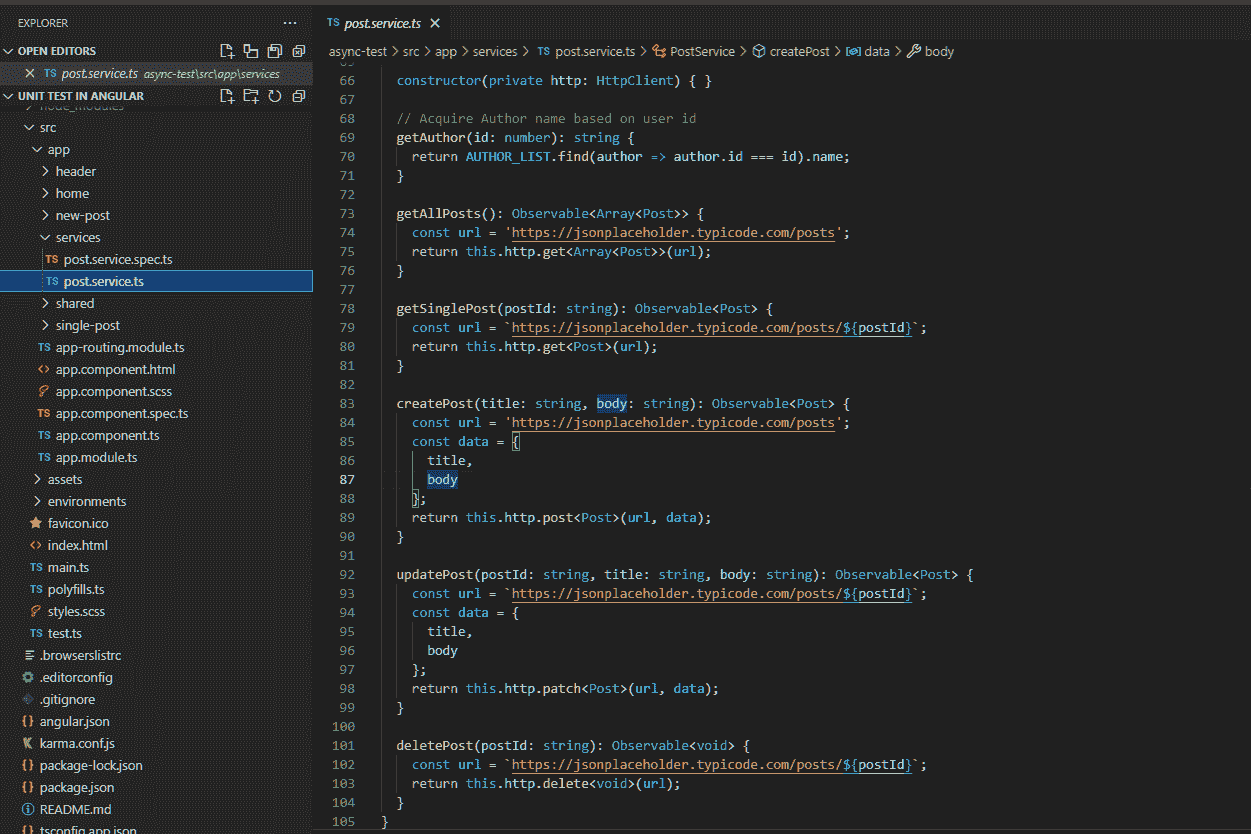 EXPLORER
OPEN EDITORS
TS post.service.ts async-test\src\app\services
UNIT TEST IN ANGULAR
node_modules
src
app
header
home
new-post
services
TS post.service.spec.ts
TS post.service.ts
shared
single-post
TS app-routing.module.ts
<> app.component.html
app.component.scss
TS app.component.spec.ts
TS app.component.ts
TS app.module.ts
assets
environments
favicon.ico
<> index.html
TS main.ts
TS polyfills.ts
styles.scss
TS test.ts
.browserslistrc
.editorconfig
.gitignore
{} angular.json
karma.conf.js
{} package-lock.json
{} package.json
README.md
{} tsconfig.app.json
TS post.service.ts
async-test > src > app > services > TS post.service.ts > PostService > createPost > data > body
65
66 constructor(private http: HttpClient) { }
67
68 // Acquire Author name based on user id
69 getAuthor(id: number): string {
70 return AUTHOR_LIST.find(author => author.id === id).name;
71 }
72
73 getAllPosts(): Observable<Array<Post>> {
74 const url = 'https://jsonplaceholder.typicode.com/posts';
75 return this.http.get<Array<Post>>(url);
76 }
77
78 getSinglePost(postId: string): Observable<Post> {
79 const url = `https://jsonplaceholder.typicode.com/posts/${postId}`;
80 return this.http.get<Post>(url);
81 }
82
83 createPost(title: string, body: string): Observable<Post> {
84 const url = 'https://jsonplaceholder.typicode.com/posts';
85 const data = {
86 title,
87 body
88 };
89 return this.http.post<Post>(url, data);
90 }
91
92 updatePost(postId: string, title: string, body: string): Observable<Post> {
93 const url = `https://jsonplaceholder.typicode.com/posts/${postId}`;
94 const data = {
95 title,
96 body
97 };
98 return this.http.patch<Post>(url, data);
99 }
100
101 deletePost(postId: string): Observable<void> {
102 const url = `https://jsonplaceholder.typicode.com/posts/${postId}`;
103 return this.http.delete<void>(url);
104 }
105 }